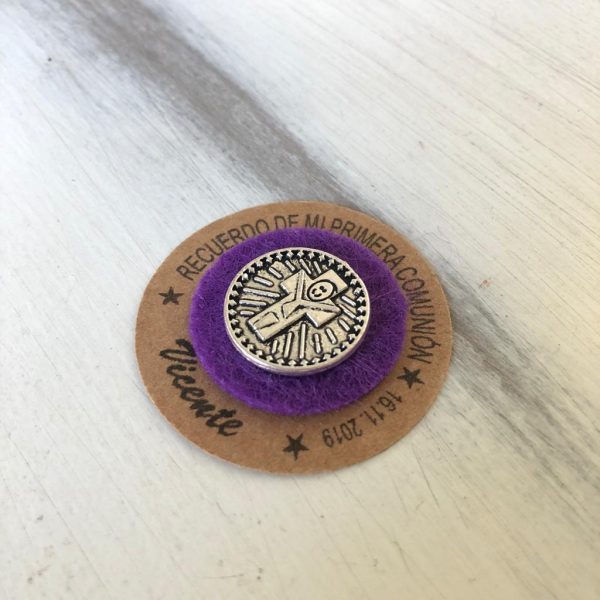 RECUERDO DE MI PRIMERA COMUNIÓN
Vicente
16.11.2019